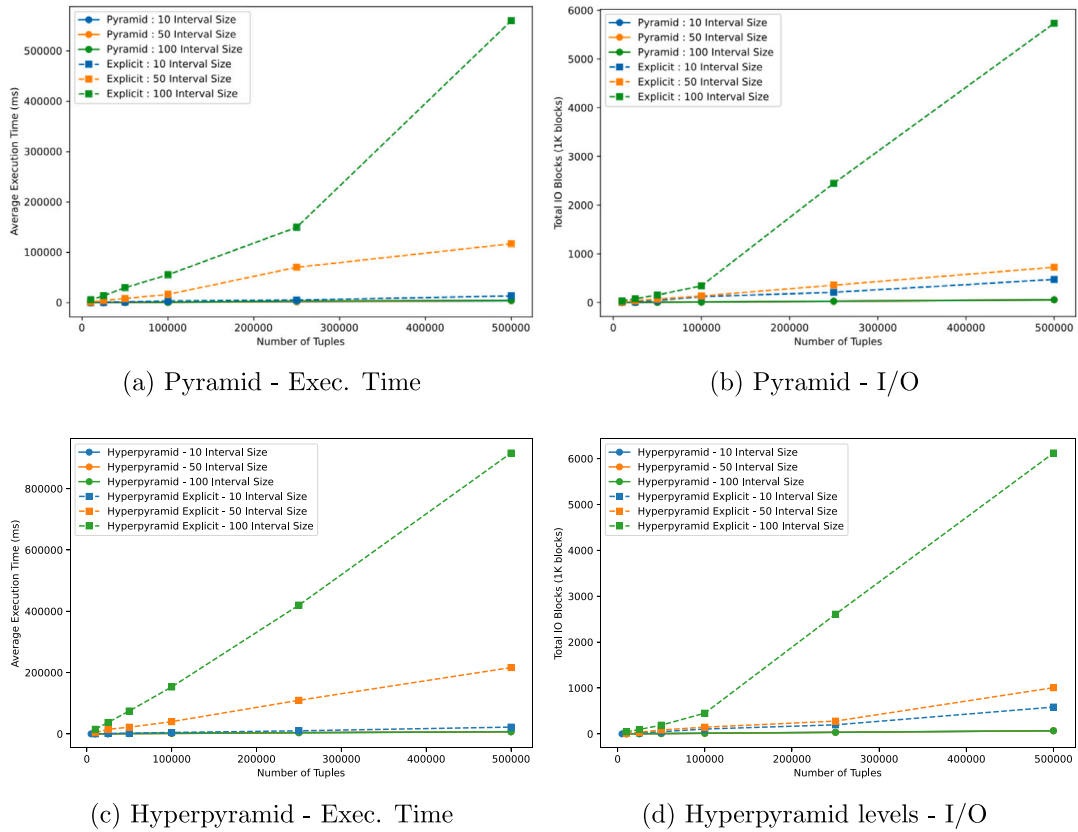 Pyramid : 10 Interval Size
Pyramid : 50 Interval Size
Pyramid : 100 Interval Size
Explicit : 10 Interval Size
Explicit : 50 Interval Size
Explicit : 100 Interval Size
Average Execution Time (ms)
500000
400000
300000
200000
100000
0
0
100000
200000
300000
400000
500000
Number of Tuples
(a) Pyramid - Exec. Time
Pyramid : 10 Interval Size
Pyramid : 50 Interval Size
Pyramid : 100 Interval Size
Explicit : 10 Interval Size
Explicit : 50 Interval Size
Explicit : 100 Interval Size
Total IO Blocks (1K blocks)
6000
5000
4000
3000
2000
1000
0
0
100000
200000
300000
400000
500000
Number of Tuples
(b) Pyramid - I/O
Hyperpyramid - 10 Interval Size
Hyperpyramid - 50 Interval Size
Hyperpyramid - 100 Interval Size
Hyperpyramid Explicit - 10 Interval Size
Hyperpyramid Explicit - 50 Interval Size
Hyperpyramid Explicit - 100 Interval Size
Average Execution Time (ms)
800000
600000
400000
200000
0
0
100000
200000
300000
400000
500000
Number of Tuples
(c) Hyperpyramid - Exec. Time
Hyperpyramid - 10 Interval Size
Hyperpyramid - 50 Interval Size
Hyperpyramid - 100 Interval Size
Hyperpyramid Explicit - 10 Interval Size
Hyperpyramid Explicit - 50 Interval Size
Hyperpyramid Explicit - 100 Interval Size
Total IO Blocks (1K blocks)
6000
5000
4000
3000
2000
1000
0
0
100000
200000
300000
400000
500000
Number of Tuples
(d) Hyperpyramid levels - I/O